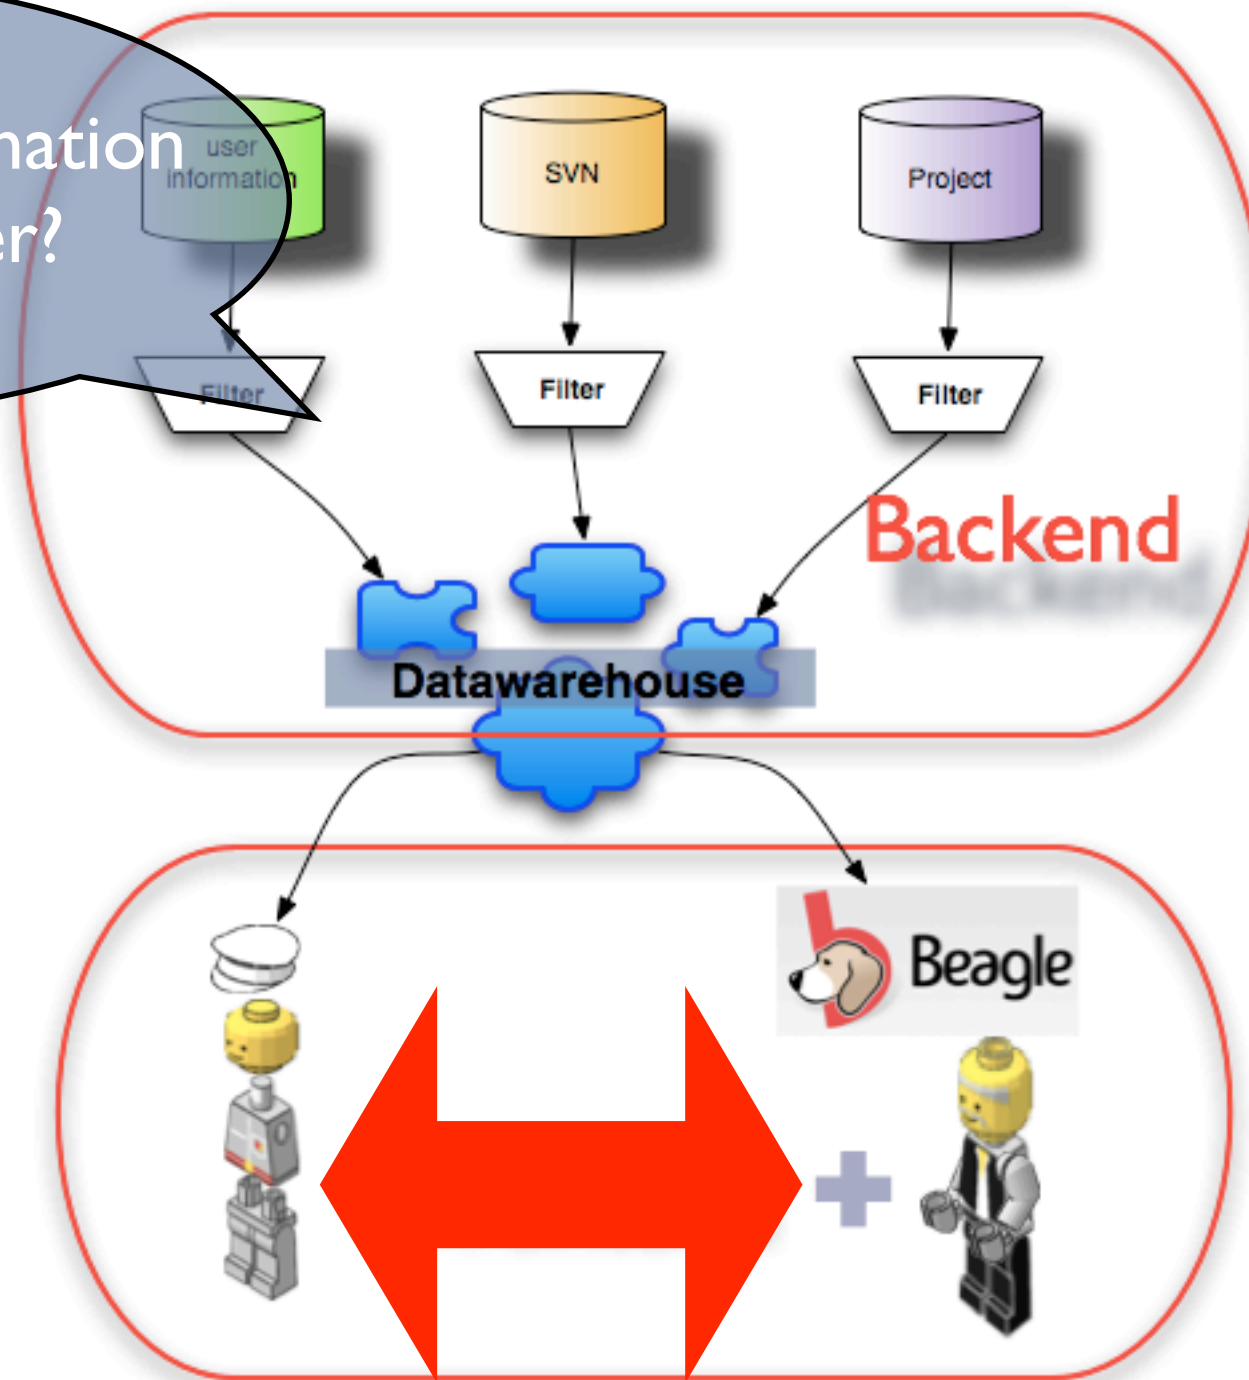 nation
er?
user
information
SVN
Project
Filter
Filter
Filter
Backend
Datawarehouse
Beagle